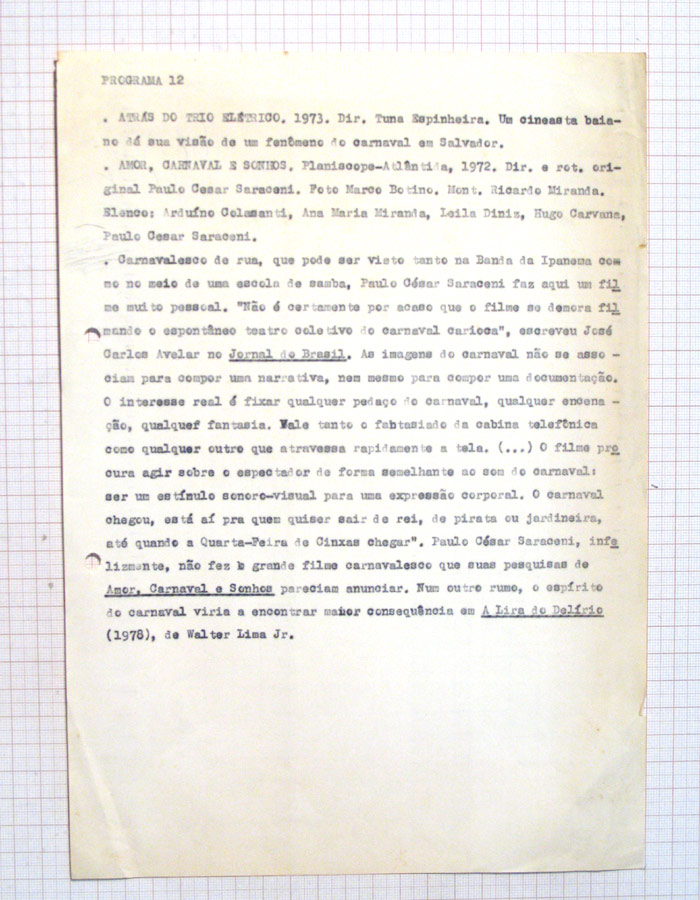 PROGRAMA 12
. ATRÁS DO TRIO ELÉTRICO. 1973. Dir. Tuna Espinheira. Um cineasta baia-
no dá sua visão de um fenômeno do carnaval em Salvador.
. AMOR, CARNAVAL E SONHOS. Planiscope-Atlântida, 1972. Dir. e rot. ori-
ginal Paulo Cesar Saraceni. Foto Marco Botino. Mont. Ricardo Miranda.
Elenco: Arduíno Colasanti, Ana Maria Miranda, Leila Diniz, Hugo Carvana,
Paulo Cesar Saraceni.
. Carnavalesco de rua, que pode ser visto tanto na Banda da Ipanema com
mo no meio de uma escola de samba, Paulo César Saraceni faz aqui um fil
me muito pessoal. "Não é certamente por acaso que o filme se demora fil
mando o espontâneo teatro coletivo do carnaval carioca", escreveu José
Carlos Avelar no Jornal do Brasil. As imagens do carnaval não se asso -
ciam para compor uma narrativa, nem mesmo para compor uma documentação.
O interesse real é fixar qualquer pedaço do carnaval, qualquer encena -
ção, qualquer fantasia. Vale tanto o fantasiado da cabina telefônica
como qualquer outro que atravessa rapidamente a tela. (...) O filme pro
cura agir sobre o espectador de forma semelhante ao som do carnaval:
ser um estímulo sonoro-visual para uma expressão corporal. O carnaval
chegou, está aí pra quem quiser sair de rei, de pirata ou jardineira,
até quando a Quarta-Feira de Cinxas chegar". Paulo César Saraceni, infe
lizmente, não fez o grande filme carnavalesco que suas pesquisas de
Amor, Carnaval e Sonhos pareciam anunciar. Num outro rumo, o espírito
do carnaval viria a encontrar maior consequência em A Lira do Delírio
(1978), de Walter Lima Jr.